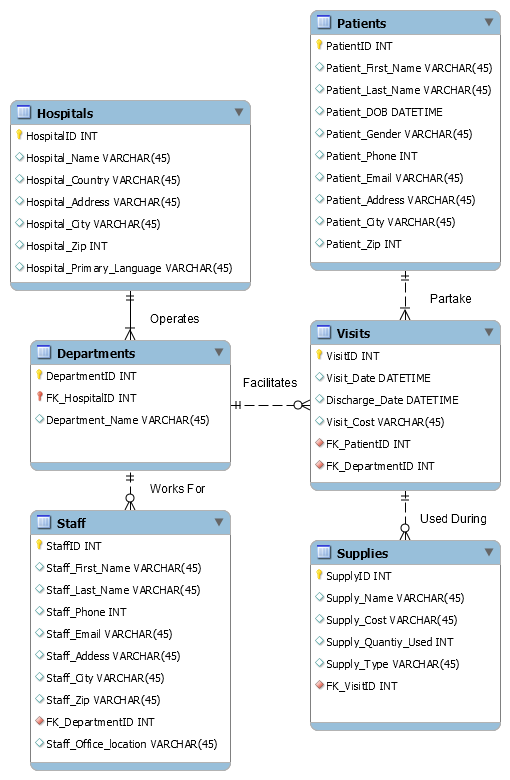 Patients
PatientID INT
Patient_First_Name VARCHAR(45)
Patient_Last_Name VARCHAR(45)
Patient_DOB DATETIME
Patient_Gender VARCHAR(45)
Patient_Phone INT
Patient_Email VARCHAR(45)
Patient_Address VARCHAR(45)
Patient_City VARCHAR(45)
Patient_Zip INT
Hospitals
HospitalID INT
Hospital_Name VARCHAR(45)
Hospital_Country VARCHAR(45)
Hospital_Address VARCHAR(45)
Hospital_City VARCHAR(45)
Hospital_Zip INT
Hospital_Primary_Language VARCHAR(45)
Operates
Partake
Departments
DepartmentID INT
FK_HospitalID INT
Department_Name VARCHAR(45)
Facilitates
Visits
VisitID INT
Visit_Date DATETIME
Discharge_Date DATETIME
Visit_Cost VARCHAR(45)
FK_PatientID INT
FK_DepartmentID INT
Works For
Used During
Staff
StaffID INT
Staff_First_Name VARCHAR(45)
Staff_Last_Name VARCHAR(45)
Staff_Phone INT
Staff_Email VARCHAR(45)
Staff_Addess VARCHAR(45)
Staff_City VARCHAR(45)
Staff_Zip VARCHAR(45)
FK_DepartmentID INT
Staff_Office_location VARCHAR(45)
Supplies
SupplyID INT
Supply_Name VARCHAR(45)
Supply_Cost VARCHAR(45)
Supply_Quantiy_Used INT
Supply_Type VARCHAR(45)
FK_VisitID INT